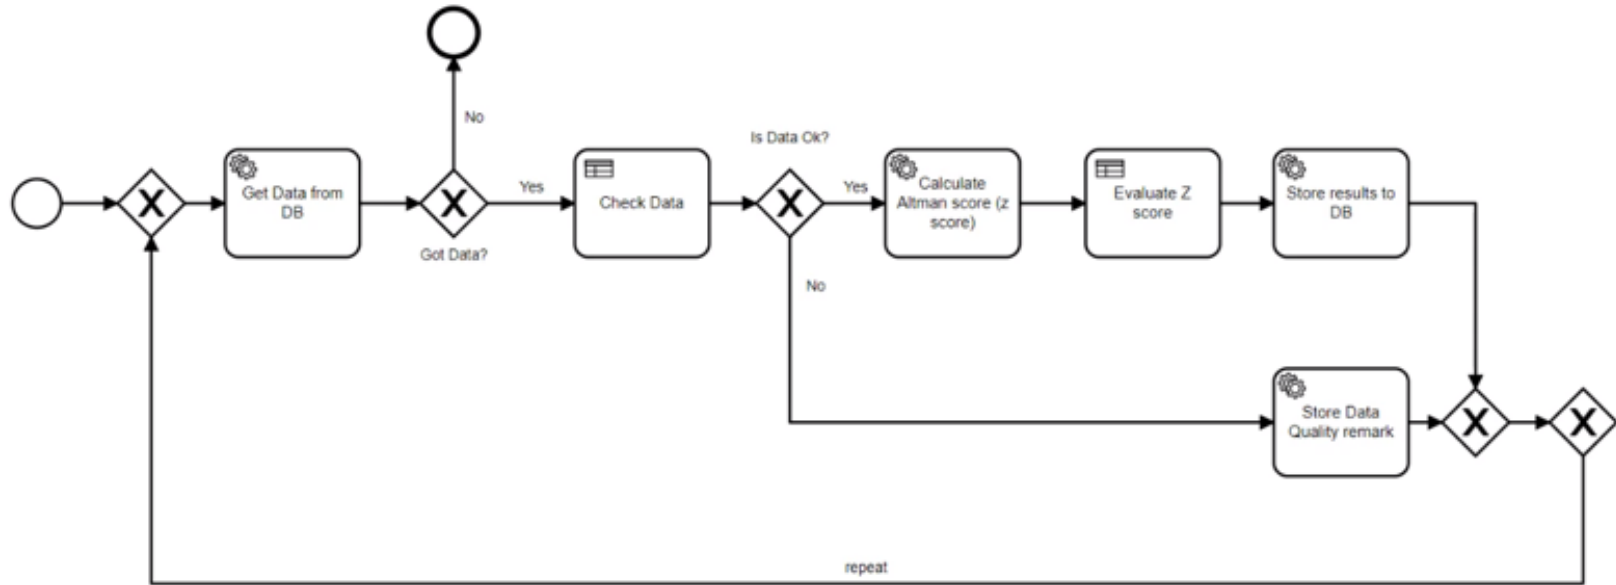 No
Is Data Ok?
Get Data from
DB
Yes
Check Data
Yes
Calculate
Altman score (z
score)
Evaluate Z
score
Store results to
DB
Got Data?
No
Store Data
Quality remark
repeat